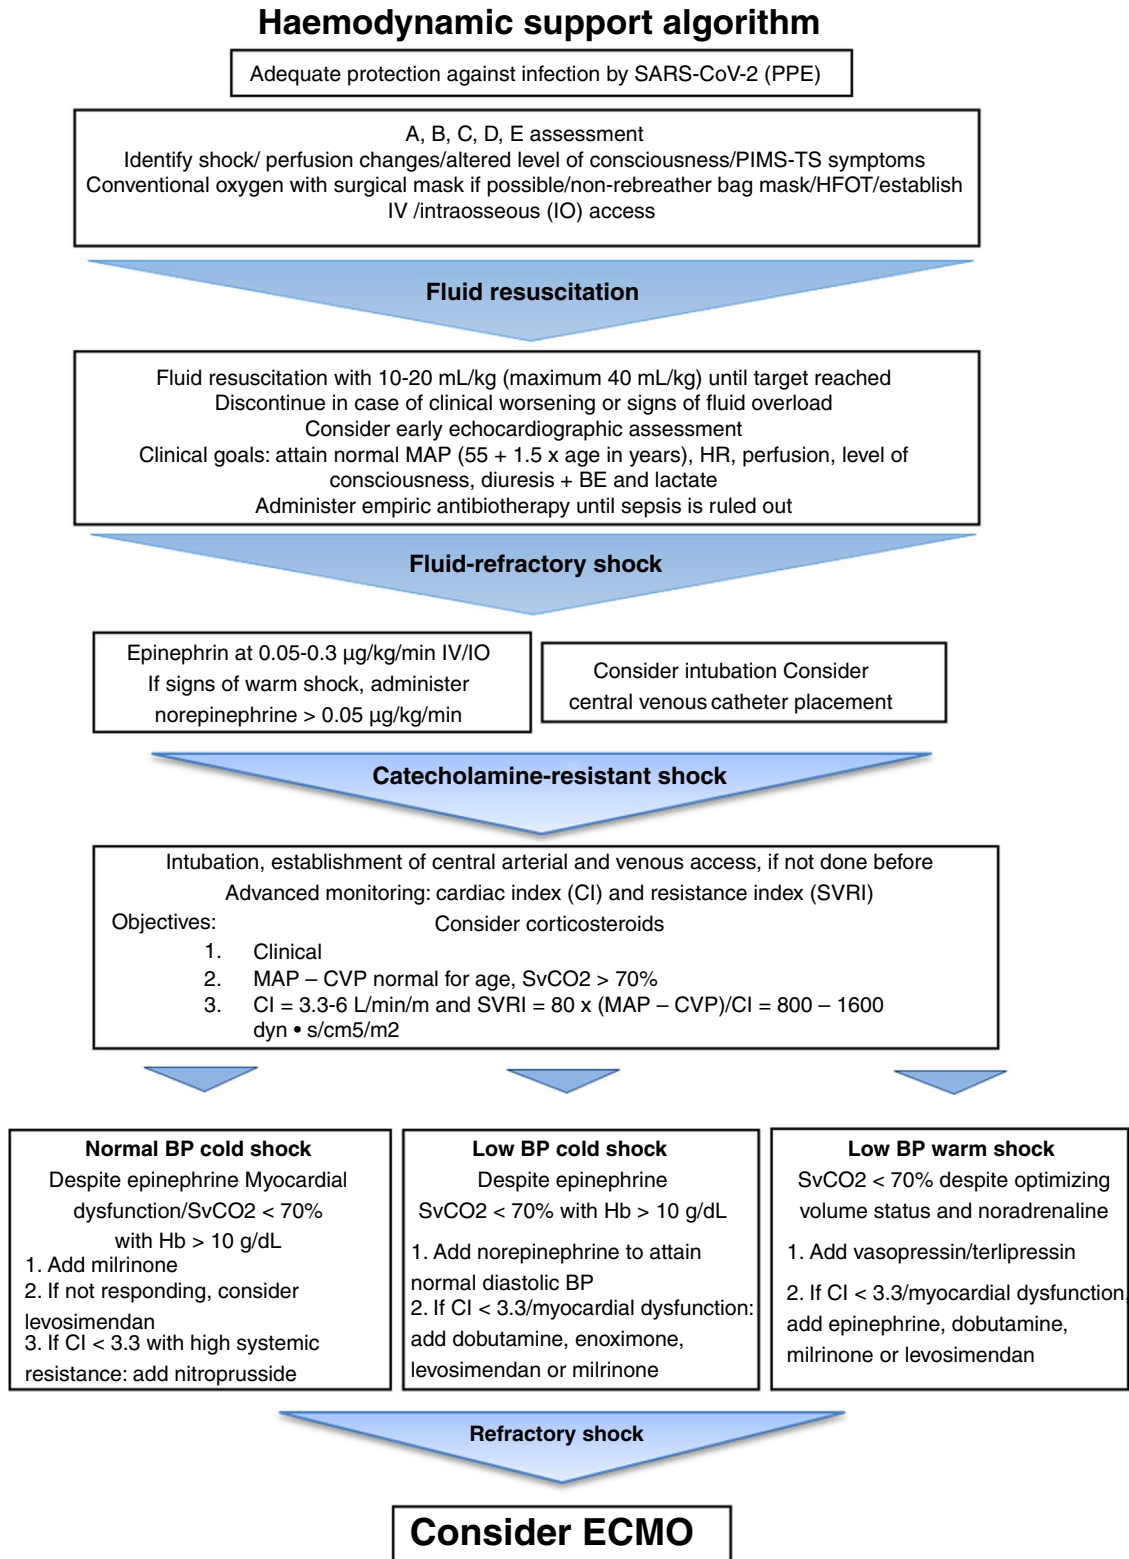 Haemodynamic support algorithm
Adequate protection against infection by SARS-CoV-2 (PPE)
A, B, C, D, E assessment
Identify shock/ perfusion changes/altered level of consciousness/PIMS-TS symptoms
Conventional oxygen with surgical mask if possible/non-rebreather bag mask/HFOT/establish
IV /intraosseous (IO) access
Fluid resuscitation
Fluid resuscitation with 10-20 mL/kg (maximum 40 mL/kg) until target reached
Discontinue in case of clinical worsening or signs of fluid overload
Consider early echocardiographic assessment
Clinical goals: attain normal MAP (55 + 1.5 x age in years), HR, perfusion, level of
consciousness, diuresis + BE and lactate
Administer empiric antibiotherapy until sepsis is ruled out
Fluid-refractory shock
Epinephrin at 0.05-0.3 µg/kg/min IV/IO
If signs of warm shock, administer
norepinephrine > 0.05 µg/kg/min
Consider intubation Consider
central venous catheter placement
Catecholamine-resistant shock
Intubation, establishment of central arterial and venous access, if not done before
Advanced monitoring: cardiac index (CI) and resistance index (SVRI)
Objectives: Consider corticosteroids
1. Clinical
2. MAP – CVP normal for age, SvCO2 > 70%
3. CI = 3.3-6 L/min/m and SVRI = 80 x (MAP – CVP)/CI = 800 – 1600
dyn • s/cm5/m2
Normal BP cold shock
Despite epinephrine Myocardial
dysfunction/SvCO2 < 70%
with Hb > 10 g/dL
1. Add milrinone
2. If not responding, consider
levosimendan
3. If CI < 3.3 with high systemic
resistance: add nitroprusside
Low BP cold shock
Despite epinephrine
SvCO2 < 70% with Hb > 10 g/dL
1. Add norepinephrine to attain
normal diastolic BP
2. If CI < 3.3/myocardial dysfunction:
add dobutamine, enoximone,
levosimendan or milrinone
Low BP warm shock
SvCO2 < 70% despite optimizing
volume status and noradrenaline
1. Add vasopressin/terlipressin
2. If CI < 3.3/myocardial dysfunction,
add epinephrine, dobutamine,
milrinone or levosimendan
Refractory shock
Consider ECMO